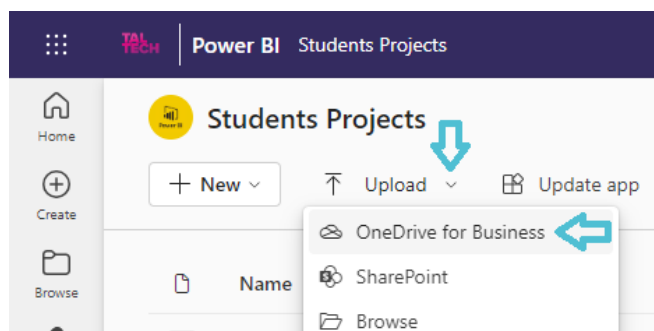 TAL
TECH
Power BI Students Projects
Home
Power BI
Students Projects
New
Upload
Update app
Create
OneDrive for Business
Browse
Name
SharePoint
Browse